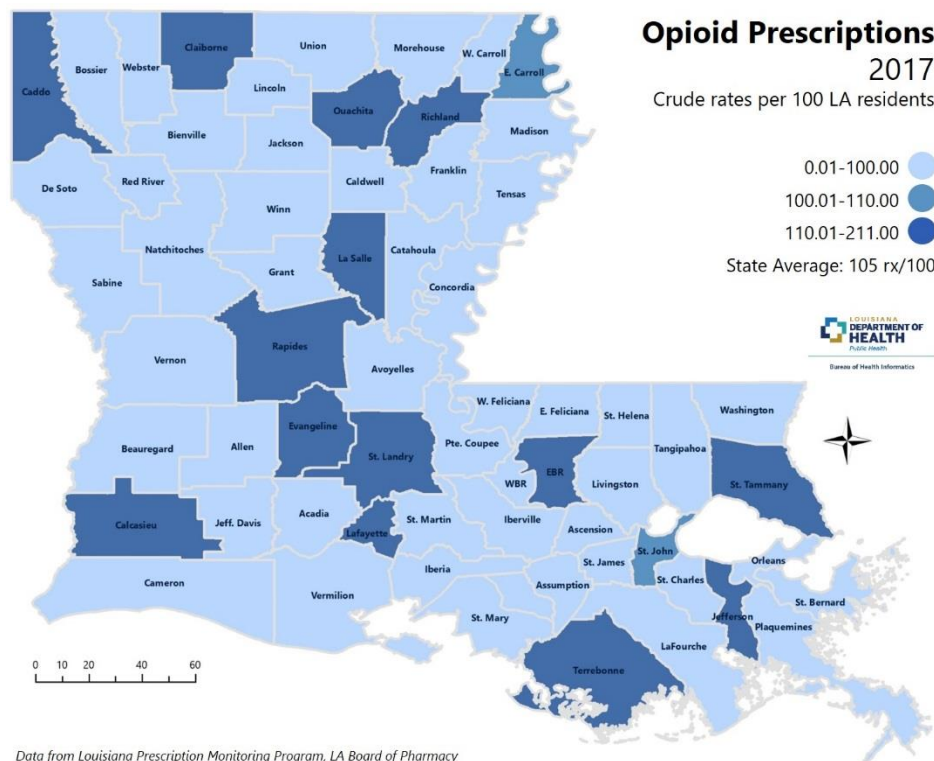 Opioid Prescriptions
2017
Crude rates per 100 LA residents
0.01-100.00
100.01-110.00
110.01-211.00
State Average: 105 rx/100
LOUISIANA
DEPARTMENT OF
HEALTH
Public Health
Bureau of Health Informatics
Caddo
Bossier
Webster
Claiborne
Union
Morehouse
W. Carroll
E. Carroll
Lincoln
Ouachita
Richland
Madison
Bienville
Jackson
De Soto
Red River
Caldwell
Franklin
Tensas
Winn
Natchitoches
La Salle
Catahoula
Sabine
Grant
Concordia
Rapides
Vernon
Avoyelles
W. Feliciana
E. Feliciana
St. Helena
Washington
Beauregard
Allen
Evangeline
St. Landry
Pte. Coupee
Tangipahoa
WBR
EBR
Livingston
St. Tammany
Calcasieu
Jeff. Davis
Acadia
Lafayette
St. Martin
Iberville
Ascension
St. John
Cameron
Vermilion
Iberia
Assumption
St. James
St. Charles
Orleans
St. Bernard
St. Mary
Jefferson
Plaquemines
LaFourche
Terrebonne
0 10 20 40 60
Data from Louisiana Prescription Monitoring Program, LA Board of Pharmacy